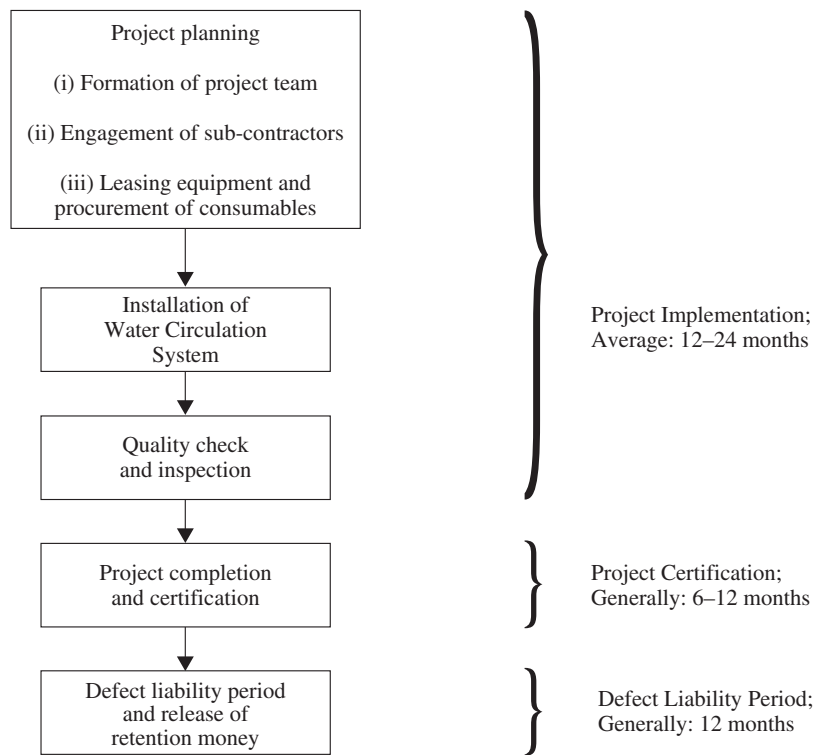 Project planning
(i) Formation of project team
(ii) Engagement of sub-contractors
(iii) Leasing equipment and
procurement of consumables
Installation of
Water Circulation
System
Project Implementation;
Average: 12–24 months
Quality check
and inspection
Project completion
and certification
Project Certification;
Generally: 6–12 months
Defect liability period
and release of
retention money
Defect Liability Period;
Generally: 12 months